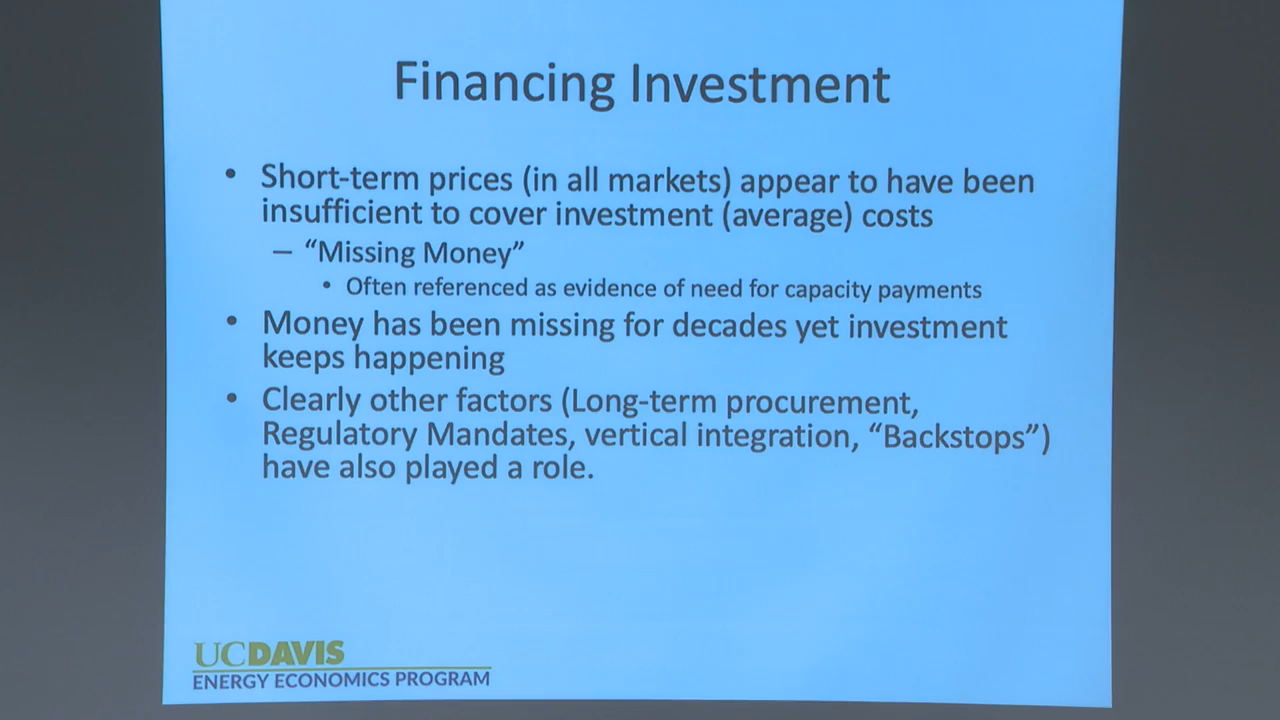 Financing Investment
• Short-term prices (in all markets) appear to have been
insufficient to cover investment (average) costs
– “Missing Money”
• Often referenced as evidence of need for capacity payments
• Money has been missing for decades yet investment
keeps happening
• Clearly other factors (Long-term procurement,
Regulatory Mandates, vertical integration, “Backstops”)
have also played a role.
UCDAVIS
ENERGY ECONOMICS PROGRAM